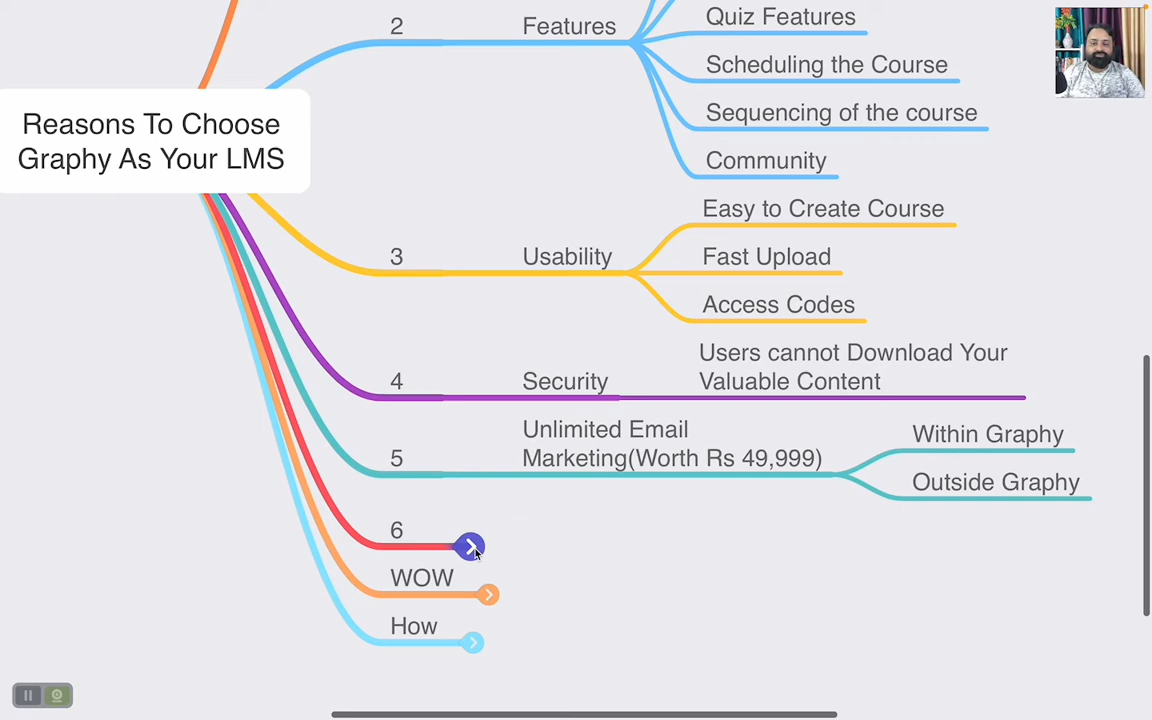 2
Features
Quiz Features
Scheduling the Course
Sequencing of the course
Community
Reasons To Choose
Graphy As Your LMS
3
Usability
Easy to Create Course
Fast Upload
Access Codes
4
Security
Users cannot Download Your
Valuable Content
5
Unlimited Email
Marketing(Worth Rs 49,999)
Within Graphy
Outside Graphy
6
WOW
How